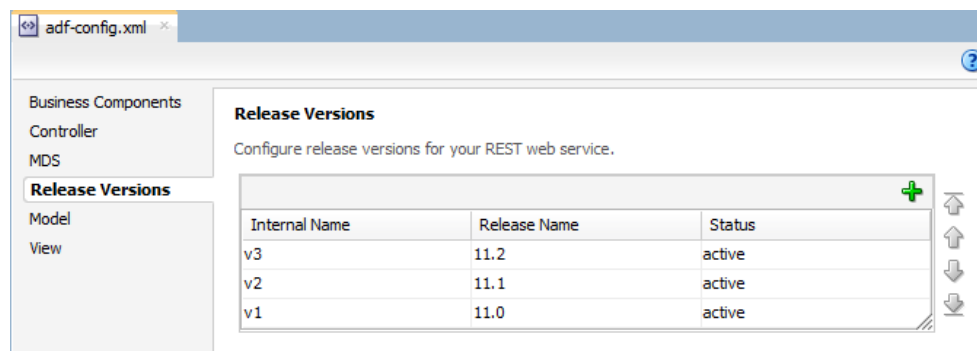 adf-config.xml
Business Components
Controller
MDS
Release Versions
Model
View
Release Versions
Configure release versions for your REST web service.
Internal Name Release Name Status
v3 11.2 active
v2 11.1 active
v1 11.0 active